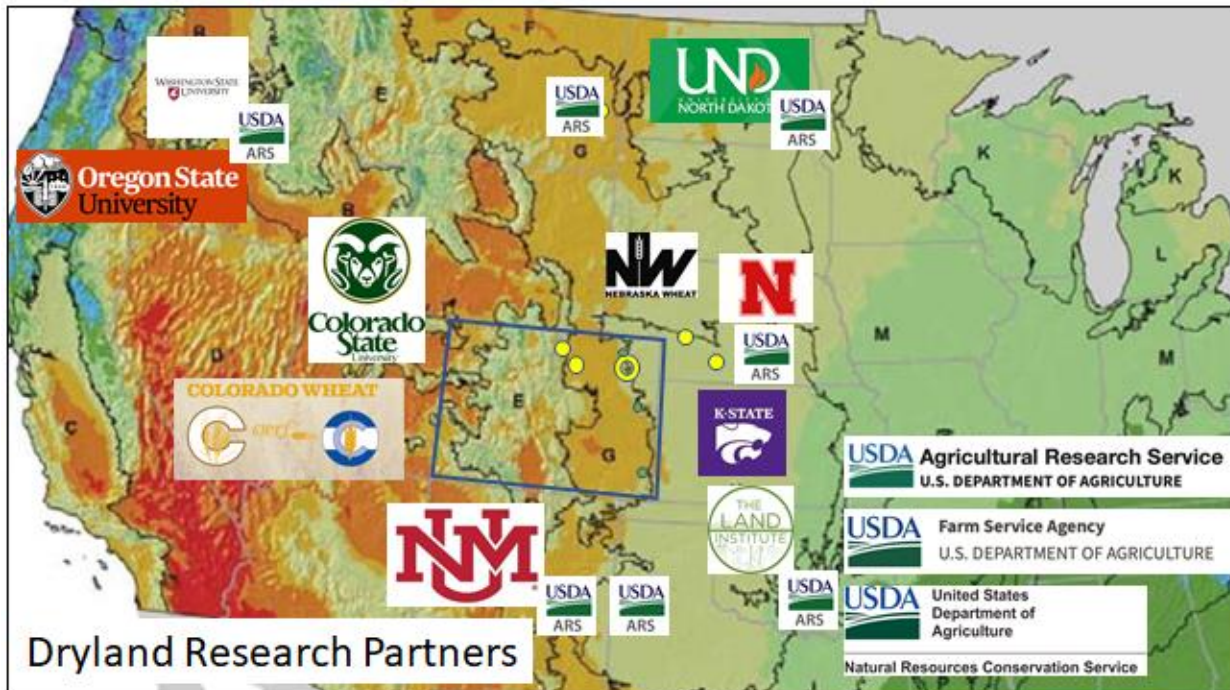 A
B
F
E
WASHINGTON STATE
UNIVERSITY
USDA
ARS
USDA
ARS
UND
NORTH DAKOT
USDA
ARS
G
K
K
Oregon State
University
B
Colorado
State
University
NW
NEBRASKA WHEAT
N
USDA
ARS
L
M
M
D
E
G
C
COLORADO WHEAT
K-STATE
THE
LAND
INSTITUTE
NM
USDA
ARS
USDA
ARS
USDA
ARS
USDA Agricultural Research Service
U.S. DEPARTMENT OF AGRICULTURE
USDA Farm Service Agency
U.S. DEPARTMENT OF AGRICULTURE
USDA United States
Department of
Agriculture
Natural Resources Conservation Service
Dryland Research Partners